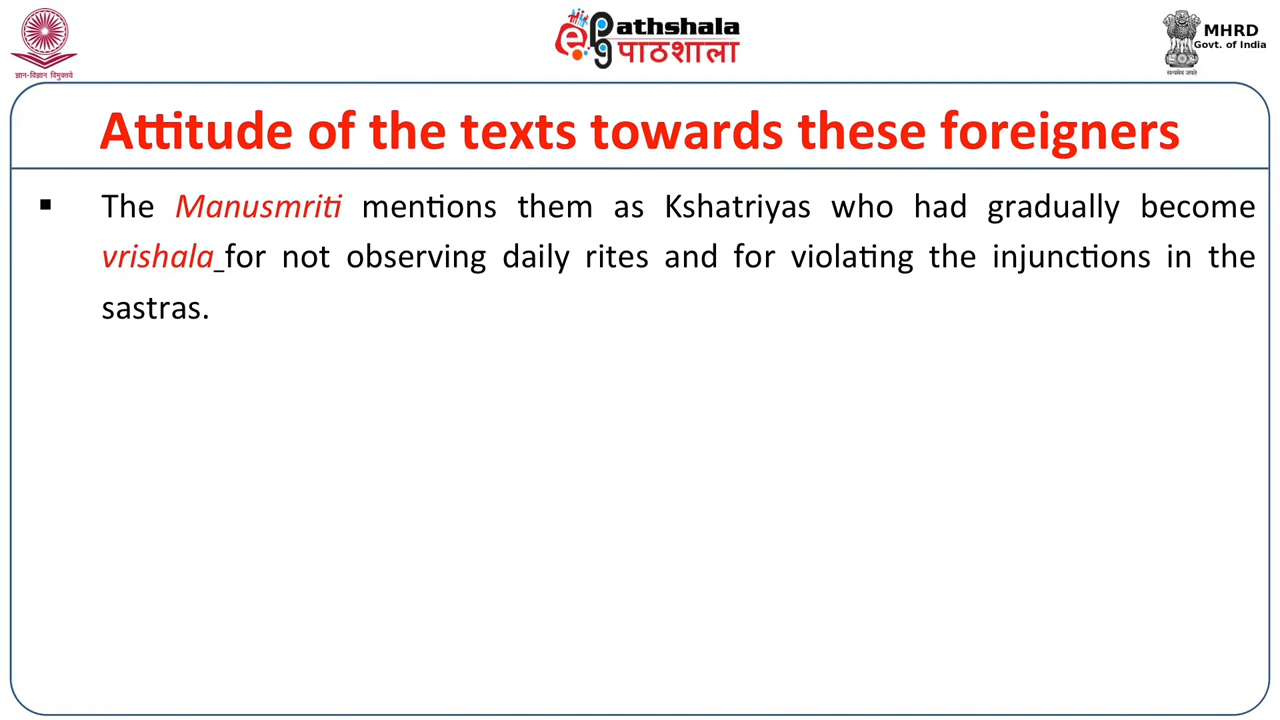 ज्ञान-विज्ञान विमुक्तये
ePG Pathshala
पाठशाला
MHRD
Govt. of India
सत्यमेव जयते
Attitude of the texts towards these foreigners
▪ The Manusmriti mentions them as Kshatriyas who had gradually become
vrishala for not observing daily rites and for violating the injunctions in the
sastras.